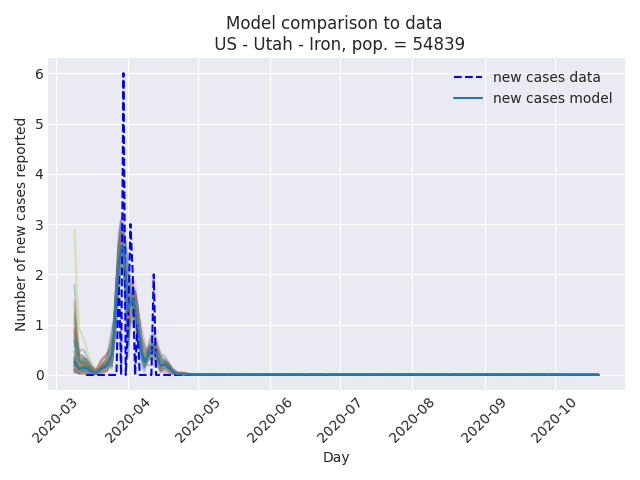 Model comparison to data
US - Utah - Iron, pop. = 54839
new cases data
new cases model
Number of new cases reported
6
5
4
3
2
1
0
2020-03
2020-04
2020-05
2020-06
2020-07
2020-08
2020-09
2020-10
Day